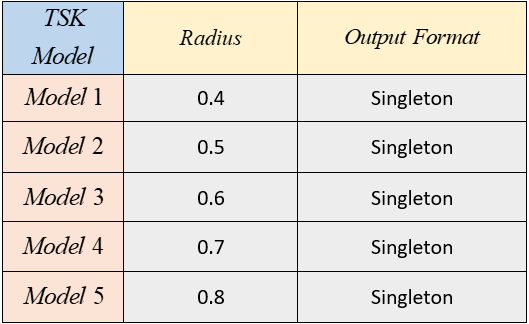 TSK
Model
Radius
Output Format
Model 1
0.4
Singleton
Model 2
0.5
Singleton
Model 3
0.6
Singleton
Model 4
0.7
Singleton
Model 5
0.8
Singleton